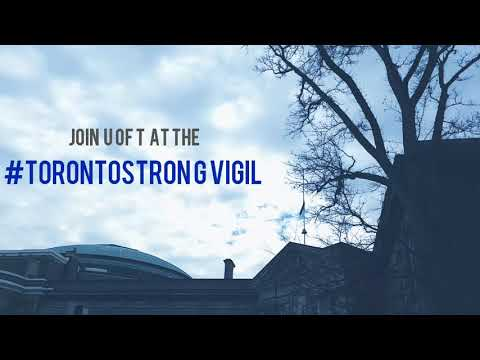 JOIN U OF T AT THE
#TORONTOSTRONG VIGIL